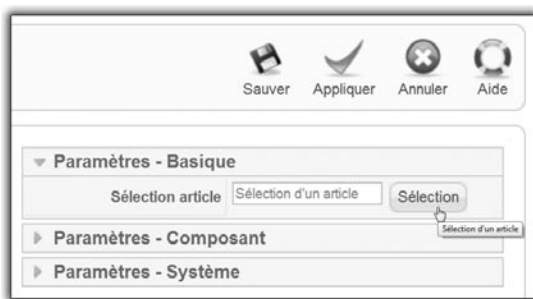 Sauver Appliquer Annuler Aide
Paramètres - Basique
Sélection article Sélection d'un article Sélection
Sélection d'un article
Paramètres - Composant
Paramètres - Système